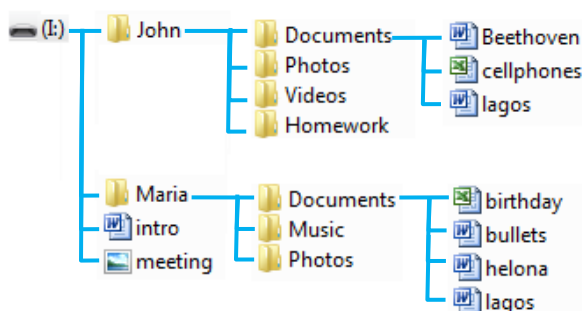 (I:)
John
Documents
Photos
Videos
Homework
Beethoven
cellphones
lagos
Maria
intro
meeting
Documents
Music
Photos
birthday
bullets
helona
lagos